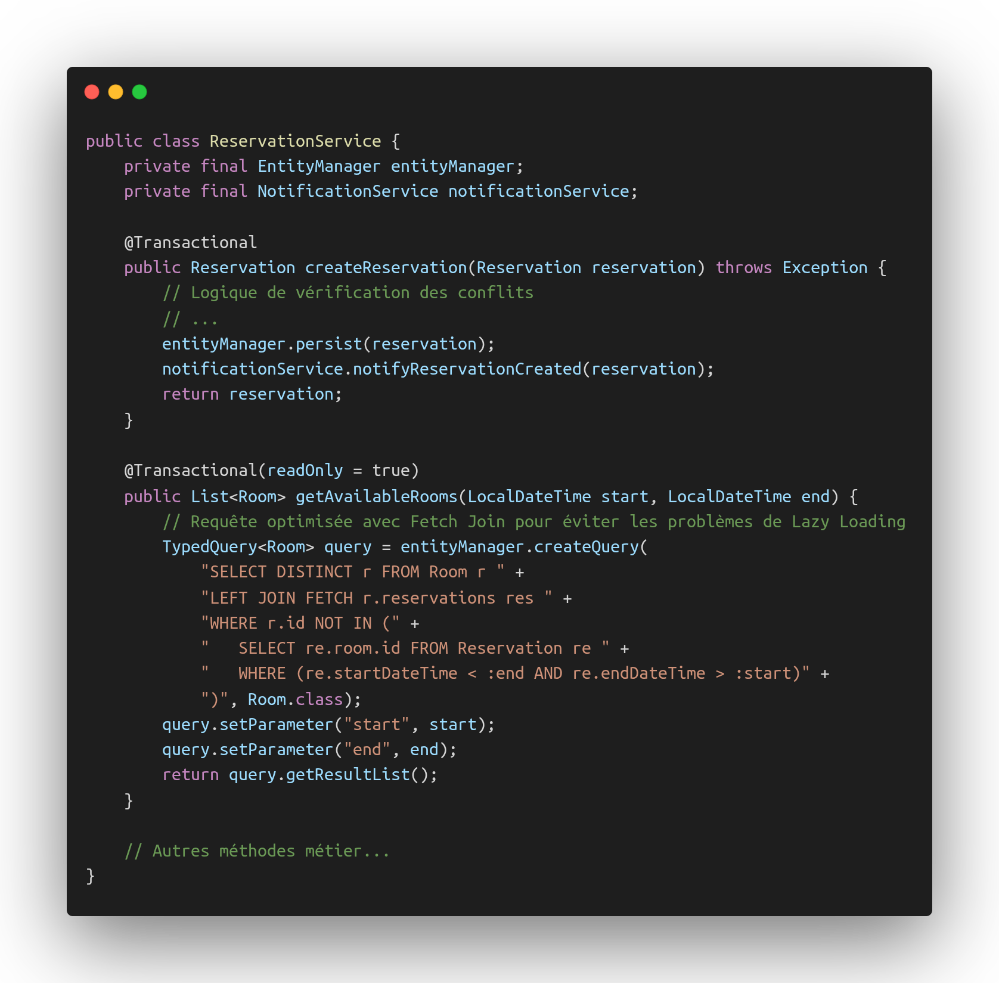 public class ReservationService {
    private final EntityManager entityManager;
    private final NotificationService notificationService;

    @Transactional
    public Reservation createReservation(Reservation reservation) throws Exception {
        // Logique de vérification des conflits
        // ...
        entityManager.persist(reservation);
        notificationService.notifyReservationCreated(reservation);
        return reservation;
    }

    @Transactional(readOnly = true)
    public List<Room> getAvailableRooms(LocalDateTime start, LocalDateTime end) {
        // Requête optimisée avec Fetch Join pour éviter les problèmes de Lazy Loading
        TypedQuery<Room> query = entityManager.createQuery(
            "SELECT DISTINCT r FROM Room r " +
            "LEFT JOIN FETCH r.reservations res " +
            "WHERE r.id NOT IN (" +
            "   SELECT re.room.id FROM Reservation re " +
            "   WHERE (re.startDateTime < :end AND re.endDateTime > :start)" +
            ")", Room.class);
        query.setParameter("start", start);
        query.setParameter("end", end);
        return query.getResultList();
    }

    // Autres méthodes métier...
}